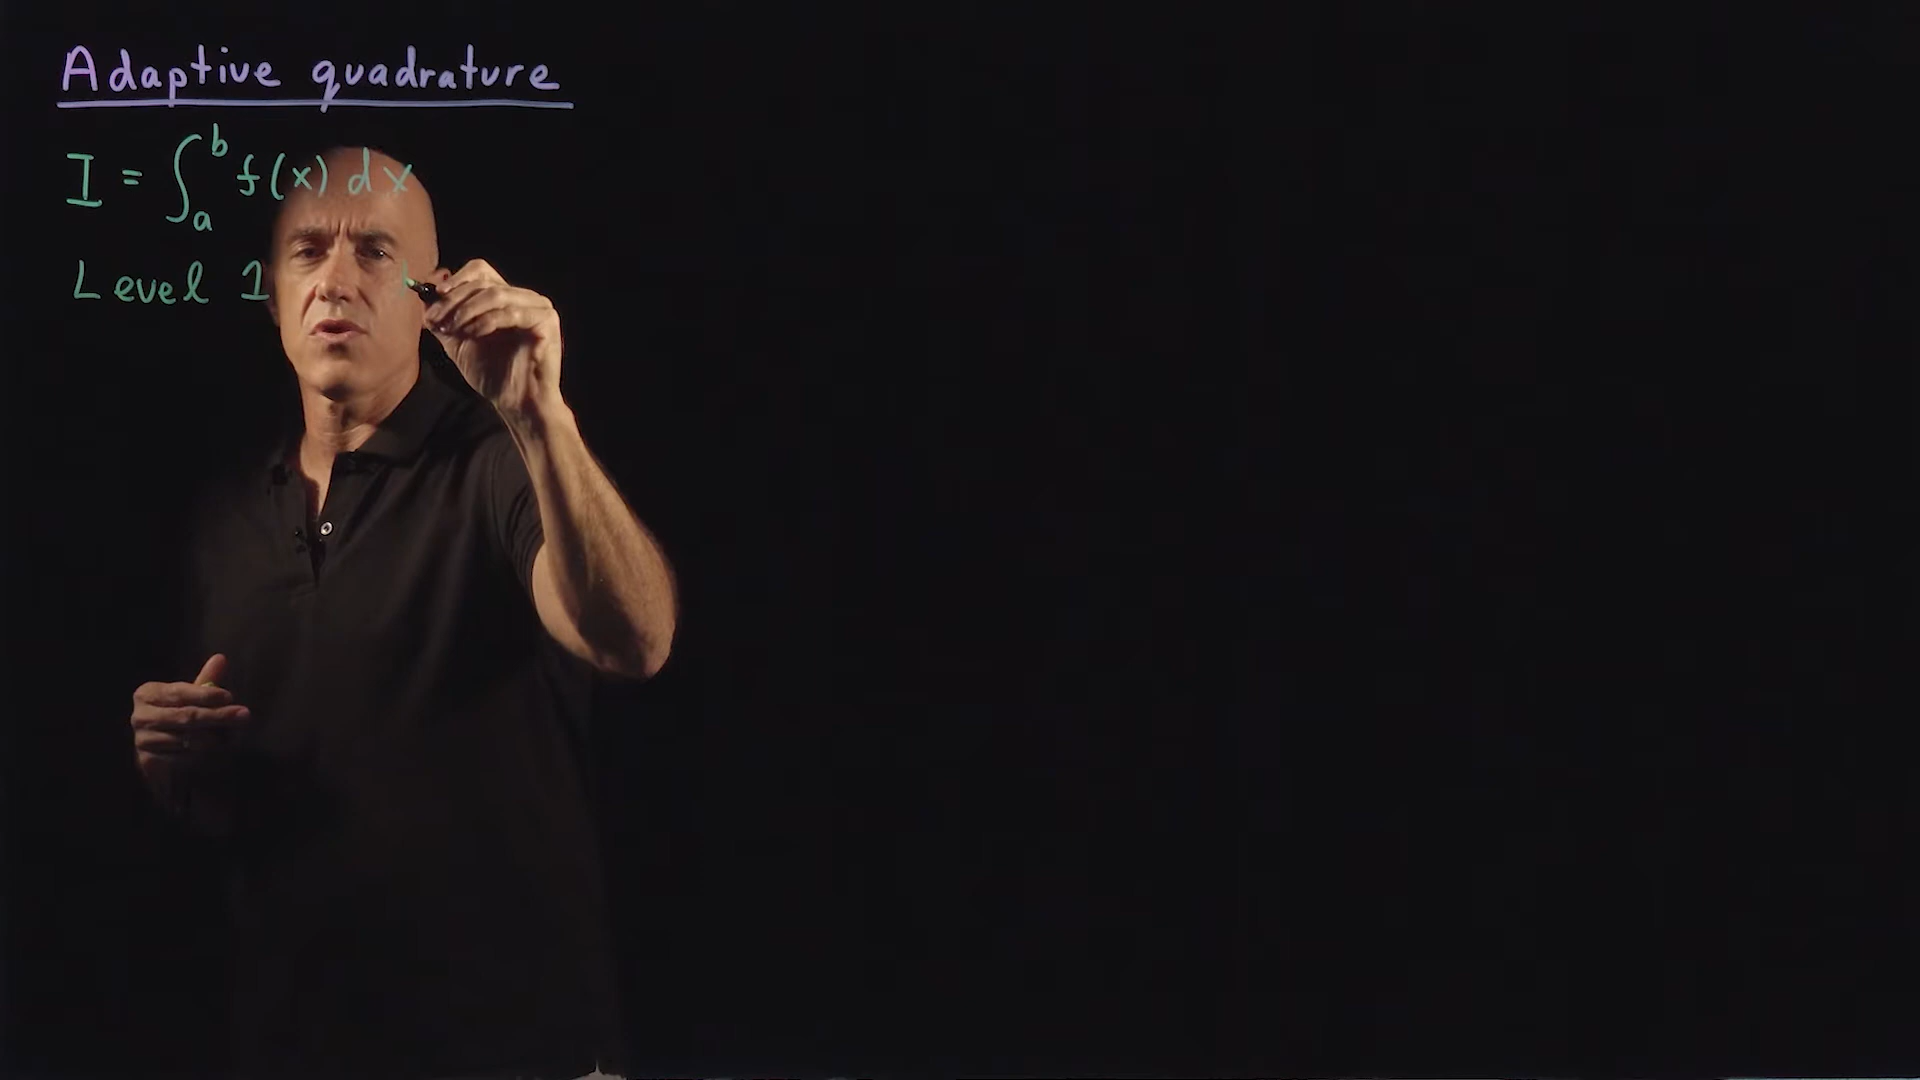 Adaptive quadrature
I = ∫_a^b f(x) dx
Level 1